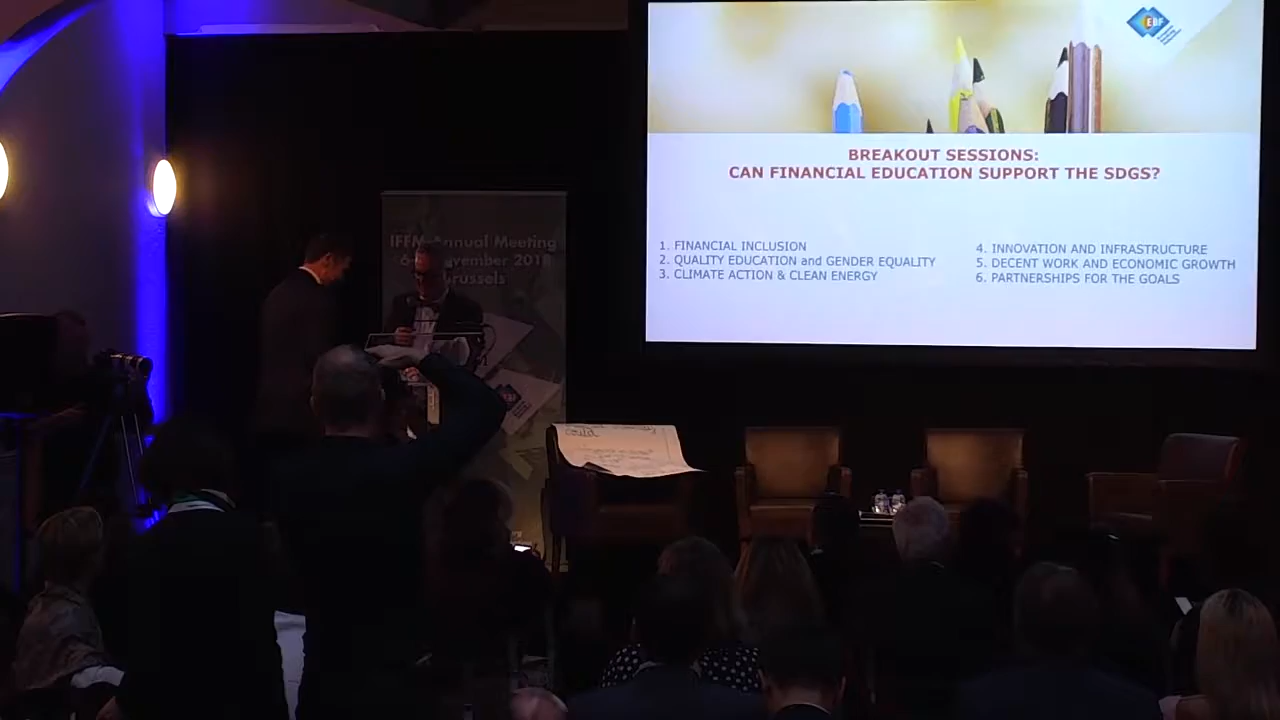 EBF
BREAKOUT SESSIONS:
CAN FINANCIAL EDUCATION SUPPORT THE SDGS?
1. FINANCIAL INCLUSION
2. QUALITY EDUCATION and GENDER EQUALITY
3. CLIMATE ACTION & CLEAN ENERGY
4. INNOVATION AND INFRASTRUCTURE
5. DECENT WORK AND ECONOMIC GROWTH
6. PARTNERSHIPS FOR THE GOALS
Annual Meeting
2018